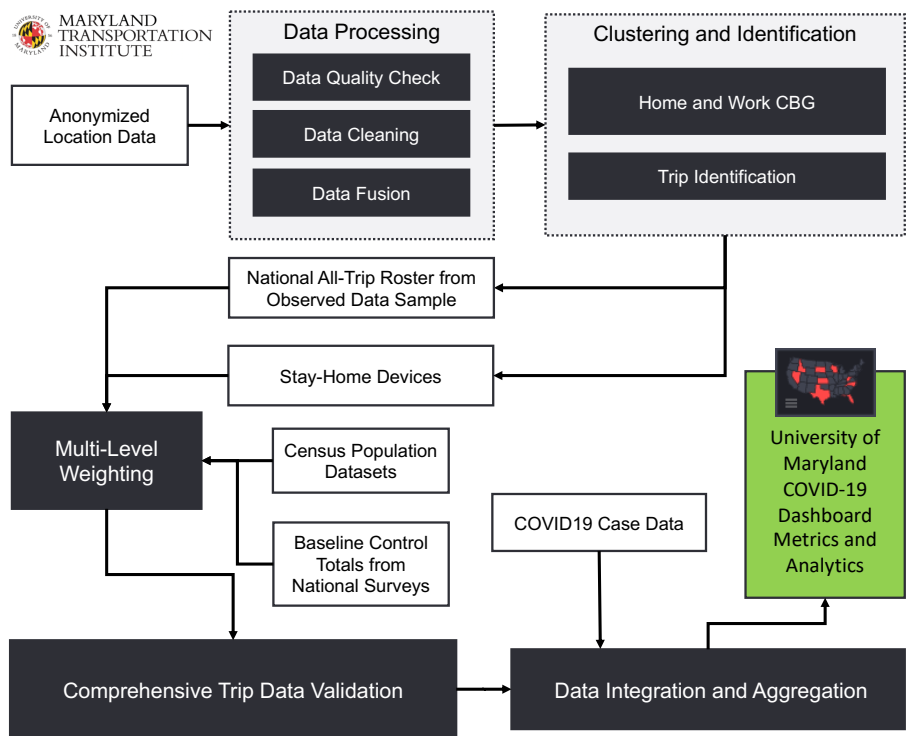 UNIVERSITY OF
MARYLAND
MARYLAND
TRANSPORTATION
INSTITUTE
Data Processing
Data Quality Check
Data Cleaning
Data Fusion
Clustering and Identification
Home and Work CBG
Trip Identification
Anonymized
Location Data
National All-Trip Roster from
Observed Data Sample
Stay-Home Devices
Multi-Level
Weighting
Census Population
Datasets
Baseline Control
Totals from
National Surveys
COVID19 Case Data
University of
Maryland
COVID-19
Dashboard
Metrics and
Analytics
Comprehensive Trip Data Validation
Data Integration and Aggregation